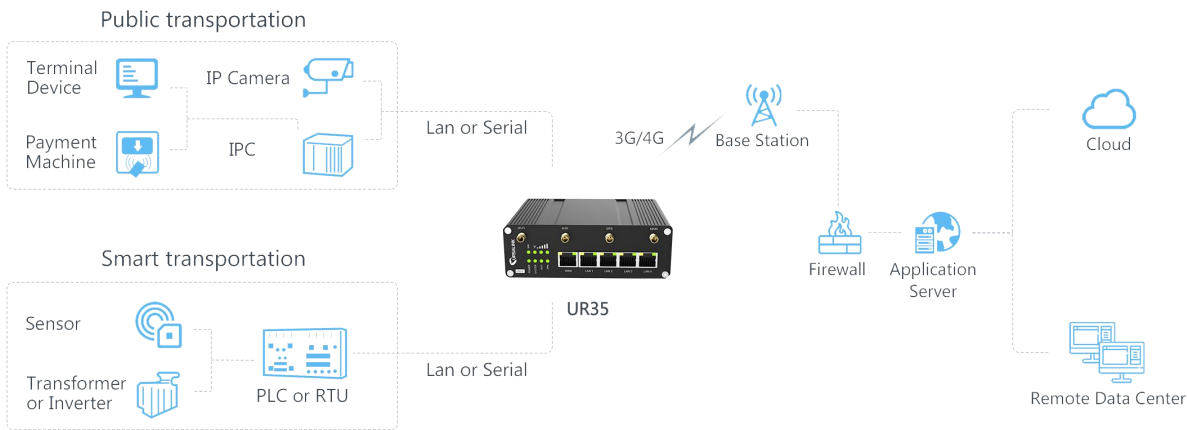 Public transportation
Terminal
Device
IP Camera
Payment
Machine
IPC
Lan or Serial
3G/4G
Base Station
Cloud
Firewall
Application
Server
UR35
Smart transportation
Sensor
Transformer
or Inverter
PLC or RTU
Lan or Serial
Remote Data Center